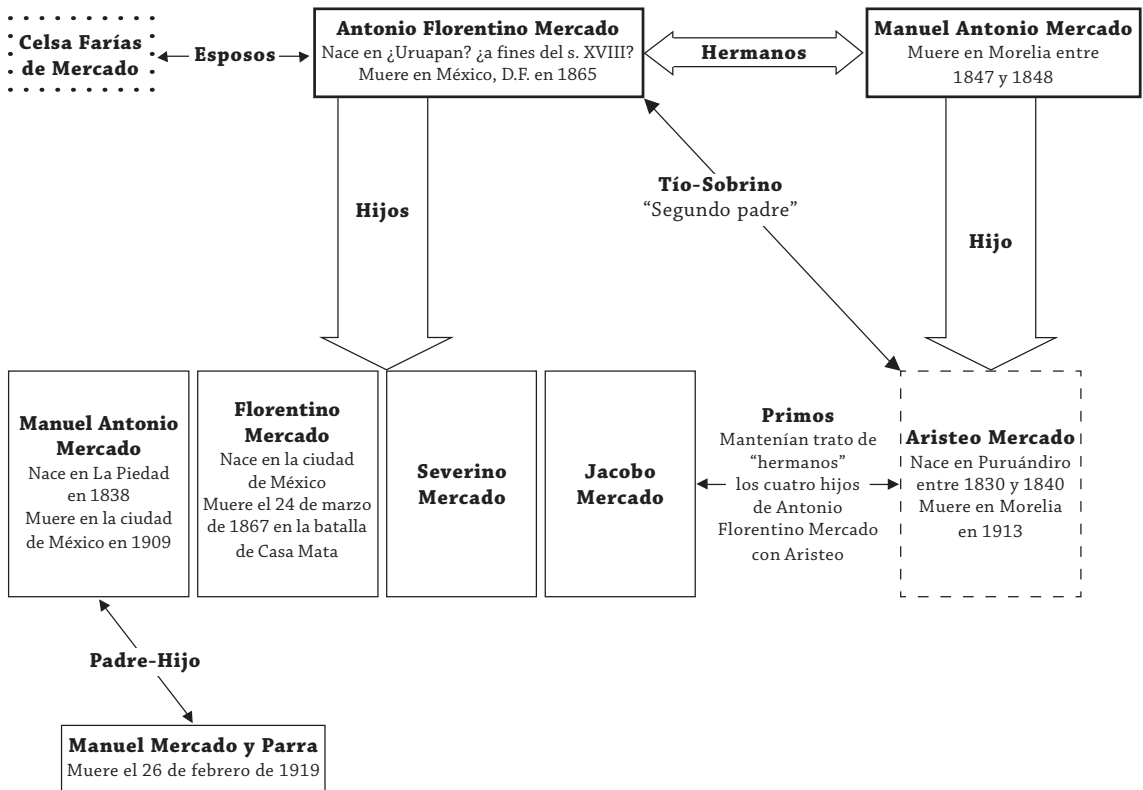 Celsa Farías
de Mercado
Esposos
Antonio Florentino Mercado
Nace en ¿Uruapan? ¿a fines del s. XVIII?
Muere en México, D.F. en 1865
Hermanos
Manuel Antonio Mercado
Muere en Morelia entre
1847 y 1848
Hijos
Tío-Sobrino
“Segundo padre”
Hijo
Manuel Antonio
Mercado
Nace en La Piedad
en 1838
Muere en la ciudad
de México en 1909
Florentino
Mercado
Nace en la ciudad
de México
Muere el 24 de marzo
de 1867 en la batalla
de Casa Mata
Severino
Mercado
Jacobo
Mercado
Primos
Mantenían trato de
“hermanos”
los cuatro hijos
de Antonio
Florentino Mercado
con Aristeo
Aristeo Mercado
Nace en Puruándiro
entre 1830 y 1840
Muere en Morelia
en 1913
Padre-Hijo
Manuel Mercado y Parra
Muere el 26 de febrero de 1919